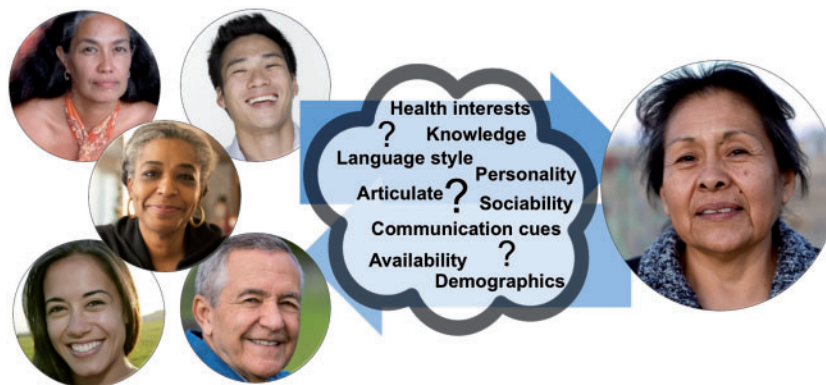 Health interests
? Knowledge
Language style
Personality
Articulate ?
Sociability
Communication cues
Availability ?
Demographics